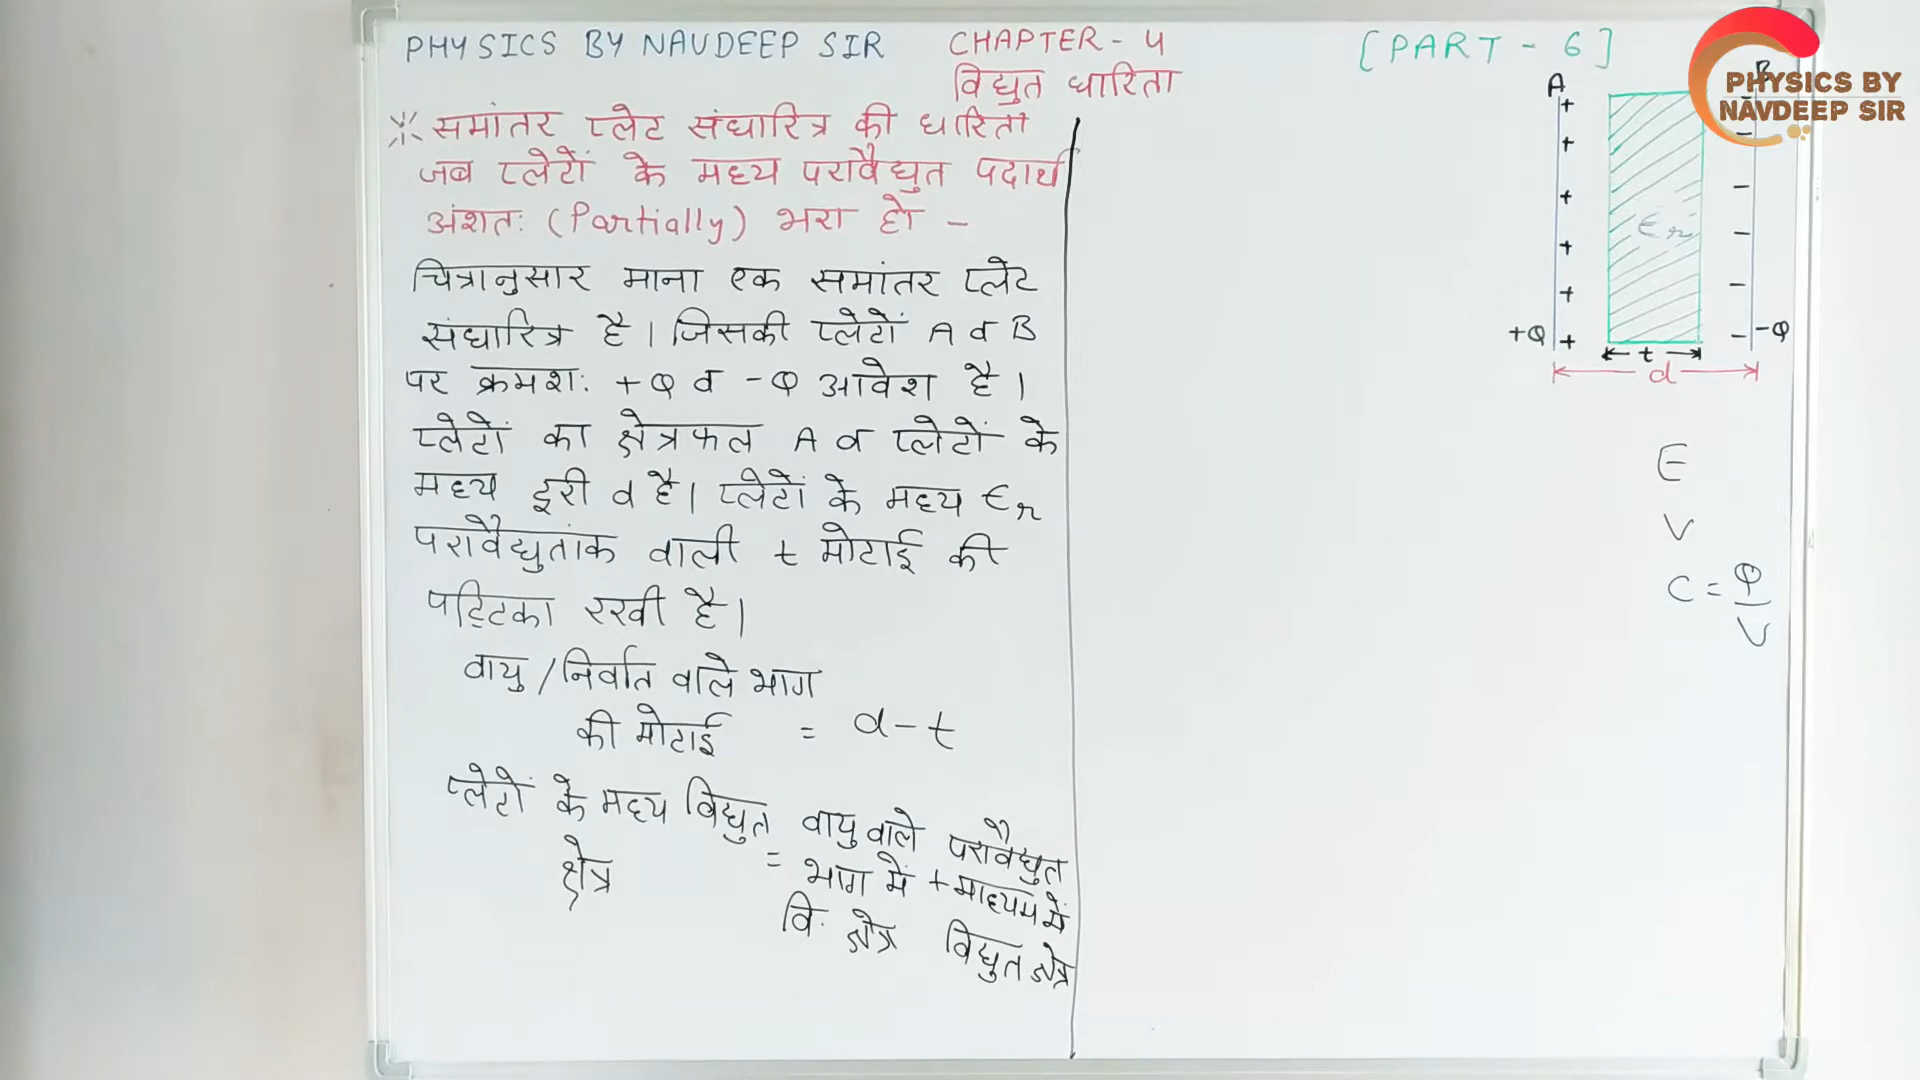 PHYSICS BY NAVDEEP SIR CHAPTER - 4 [PART - 6]
विद्युत धारिता
PHYSICS BY
NAVDEEP SIR
समांतर प्लेट संधारित्र की धारिता
जब प्लेटों के मध्य परावैद्युत पदार्थ
अंशतः (Partially) भरा हो -
चित्रानुसार माना एक समांतर प्लेट
संधारित्र है। जिसकी प्लेटों A व B
पर क्रमशः +Q व -Q आवेश है।
प्लेटों का क्षेत्रफल A व प्लेटों के
मध्य दूरी d है। प्लेटों के मध्य ϵr
परावैद्युतांक वाली t मोटाई की
पट्टिका रखी है।
वायु/निर्वात वाले भाग
की मोटाई = d - t
प्लेटों के मध्य विद्युत वायु वाले परावैद्युत
क्षेत्र = भाग में + माध्यम में
वि. क्षेत्र विद्युत क्षेत्र
A B
+ -
+ -
+ -
+ ϵr -
+ -
+Q + - -Q
t
d
E
V
C = Q/V